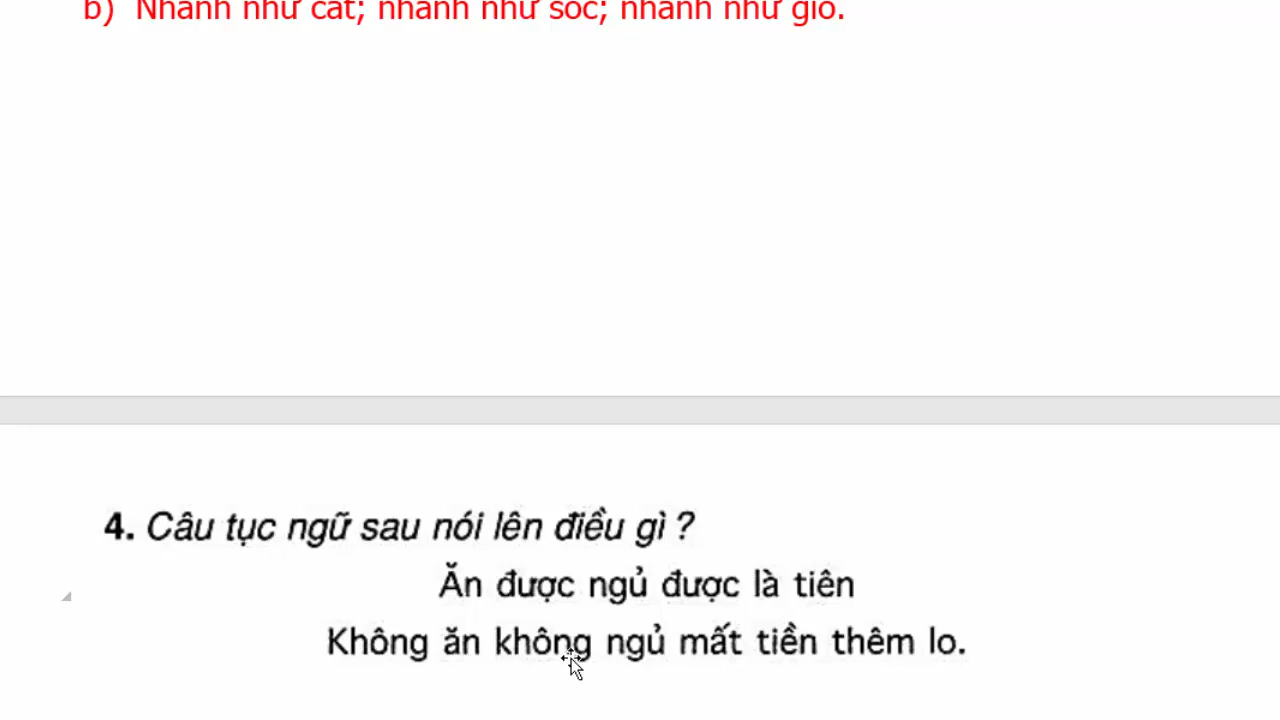 b) Nhanh như cắt; nhanh như sóc; nhanh như gió.
4. Câu tục ngữ sau nói lên điều gì ?
Ăn được ngủ được là tiên
Không ăn không ngủ mất tiền thêm lo.